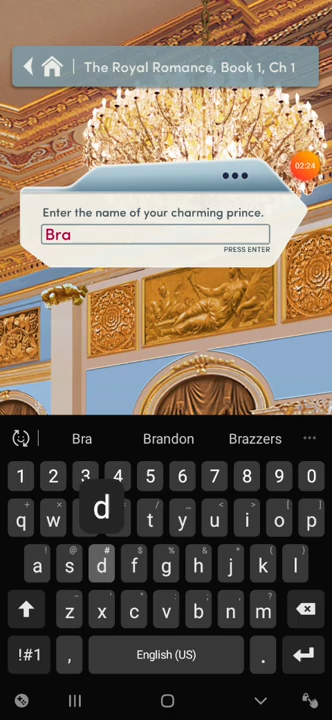 The Royal Romance, Book 1, Ch 1
02:24
Enter the name of your charming prince.
Bra
PRESS ENTER
Bra Brandon Brazzers
1 2 3 4 5 6 7 8 9 0
d
q w t y u i o p
a s d f g h j k l
z x c v b n m
!#1 , English (US) .